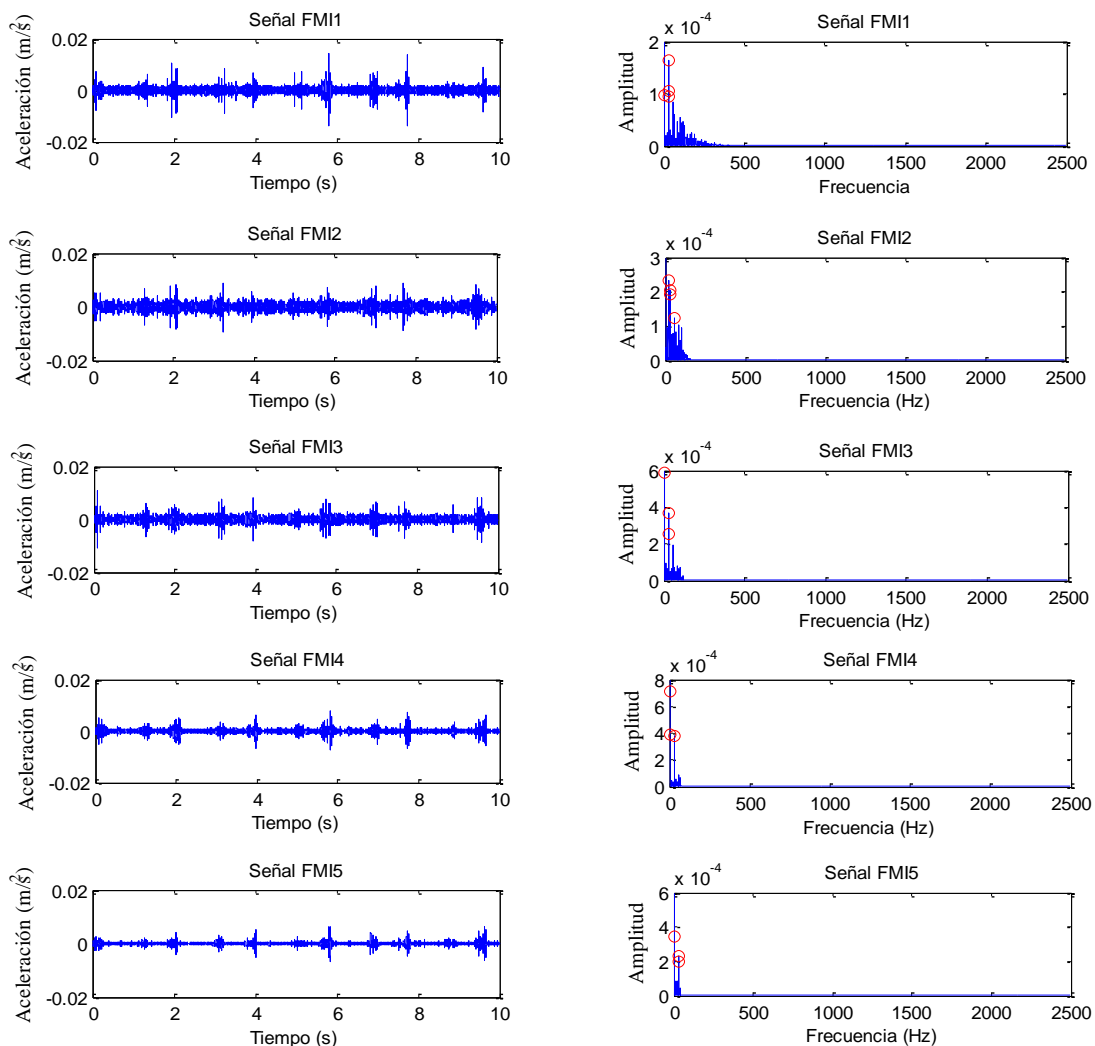 Señal FMI1
Aceleración (m/s²)
0.02
0
-0.02
0 2 4 6 8 10
Tiempo (s)
Señal FMI1
Amplitud
2
x 10⁻⁴
1
0
0 500 1000 1500 2000 2500
Frecuencia
Señal FMI2
Aceleración (m/s²)
0.02
0
-0.02
0 2 4 6 8 10
Tiempo (s)
Señal FMI2
Amplitud
3
x 10⁻⁴
2
1
0
0 500 1000 1500 2000 2500
Frecuencia (Hz)
Señal FMI3
Aceleración (m/s²)
0.02
0
-0.02
0 2 4 6 8 10
Tiempo (s)
Señal FMI3
Amplitud
6
x 10⁻⁴
4
2
0
0 500 1000 1500 2000 2500
Frecuencia (Hz)
Señal FMI4
Aceleración (m/s²)
0.02
0
-0.02
0 2 4 6 8 10
Tiempo (s)
Señal FMI4
Amplitud
8
x 10⁻⁴
6
4
2
0
0 500 1000 1500 2000 2500
Frecuencia (Hz)
Señal FMI5
Aceleración (m/s²)
0.02
0
-0.02
0 2 4 6 8 10
Tiempo (s)
Señal FMI5
Amplitud
6
x 10⁻⁴
4
2
0
0 500 1000 1500 2000 2500
Frecuencia (Hz)